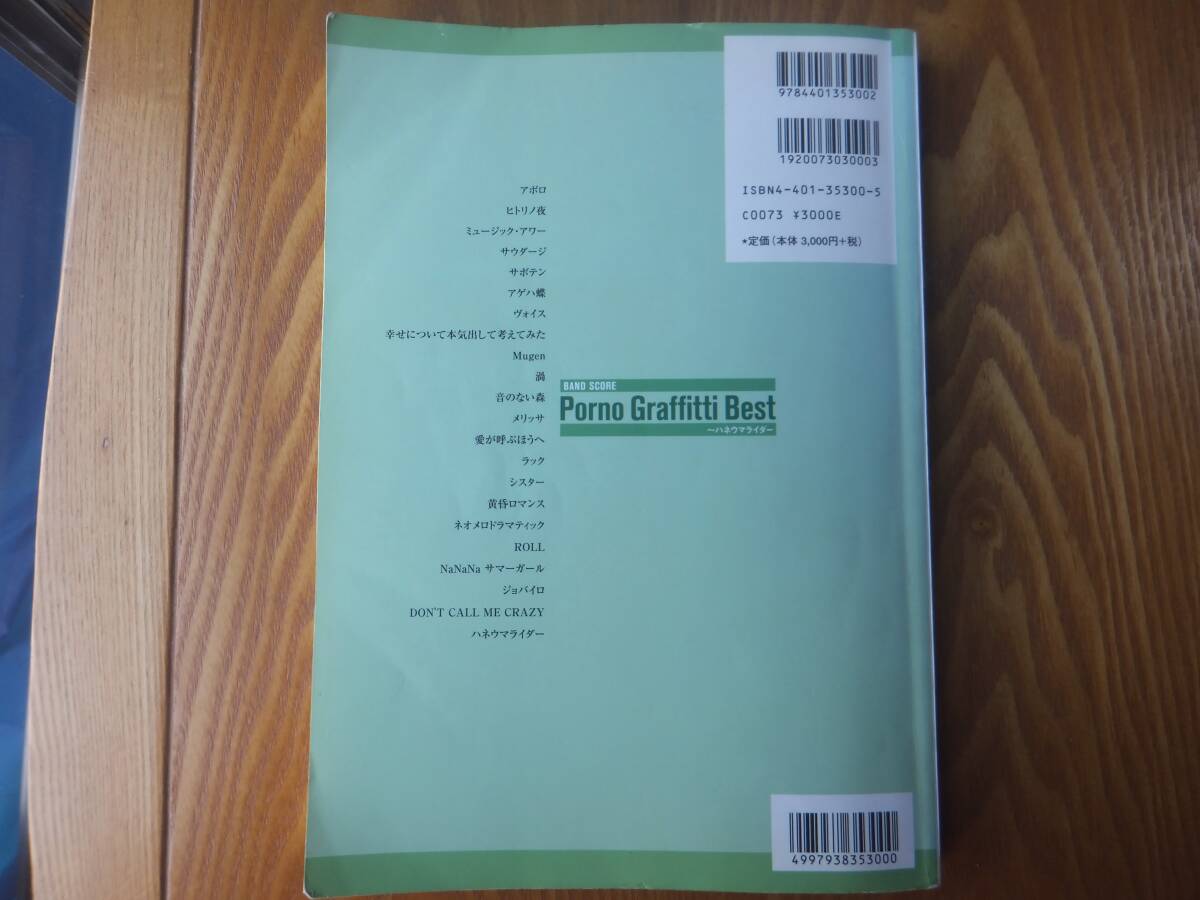 9784401353002
1920073030003
ISBN4-401-35300-5
C0073 ¥3000E
★定価(本体 3,000円+税)
アポロ
ヒトリノ夜
ミュージック・アワー
サウダージ
サボテン
アゲハ蝶
ヴォイス
幸せについて本気出して考えてみた
Mugen
渦
音のない森
メリッサ
愛が呼ぶほうへ
ラック
シスター
黄昏ロマンス
ネオメロドラマティック
ROLL
NaNaNa サマーガール
ジョバイロ
DON'T CALL ME CRAZY
ハネウマライダー
BAND SCORE
Porno Graffitti Best
〜ハネウマライダー
4997938353000